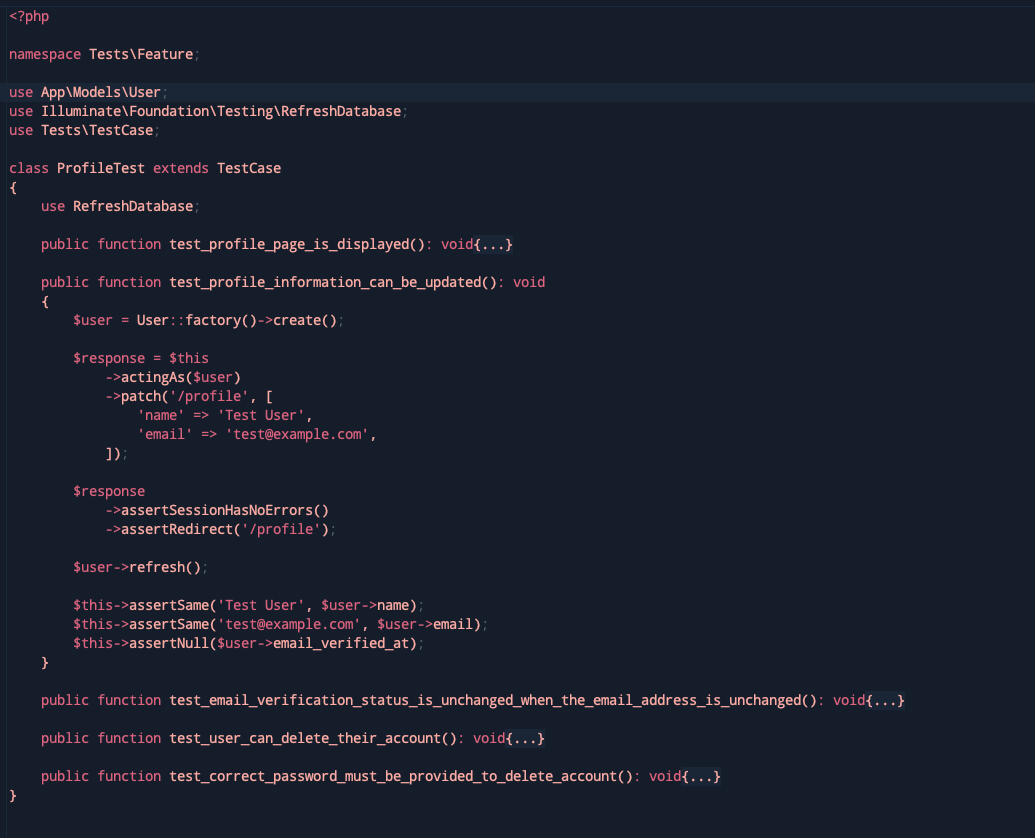 <?php
namespace Tests\Feature;
use App\Models\User;
use Illuminate\Foundation\Testing\RefreshDatabase;
use Tests\TestCase;
class ProfileTest extends TestCase
{
    use RefreshDatabase;
    public function test_profile_page_is_displayed(): void{...}
    public function test_profile_information_can_be_updated(): void
    {
        $user = User::factory()->create();
        $response = $this
            ->actingAs($user)
            ->patch('/profile', [
                'name' => 'Test User',
                'email' => 'test@example.com',
            ]);
        $response
            ->assertSessionHasNoErrors()
            ->assertRedirect('/profile');
        $user->refresh();
        $this->assertSame('Test User', $user->name);
        $this->assertSame('test@example.com', $user->email);
        $this->assertNull($user->email_verified_at);
    }
    public function test_email_verification_status_is_unchanged_when_the_email_address_is_unchanged(): void{...}
    public function test_user_can_delete_their_account(): void{...}
    public function test_correct_password_must_be_provided_to_delete_account(): void{...}
}